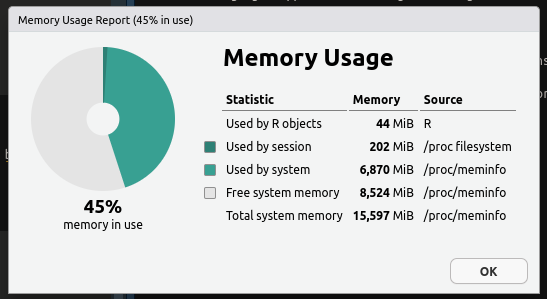 Memory Usage Report (45% in use)
Memory Usage
Statistic Memory Source
Used by R objects 44 MiB R
Used by session 202 MiB /proc filesystem
Used by system 6,870 MiB /proc/meminfo
Free system memory 8,524 MiB /proc/meminfo
Total system memory 15,597 MiB /proc/meminfo
45%
memory in use
OK